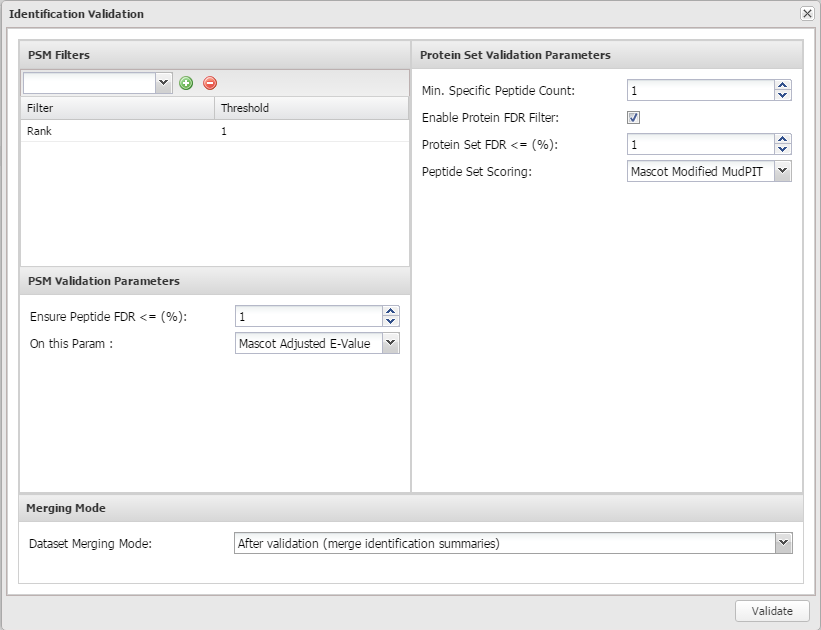 Identification Validation
PSM Filters
Filter Threshold
Rank 1
PSM Validation Parameters
Ensure Peptide FDR <= (%): 1
On this Param : Mascot Adjusted E-Value
Protein Set Validation Parameters
Min. Specific Peptide Count: 1
Enable Protein FDR Filter:
Protein Set FDR <= (%): 1
Peptide Set Scoring: Mascot Modified MudPIT
Merging Mode
Dataset Merging Mode: After validation (merge identification summaries)
Validate